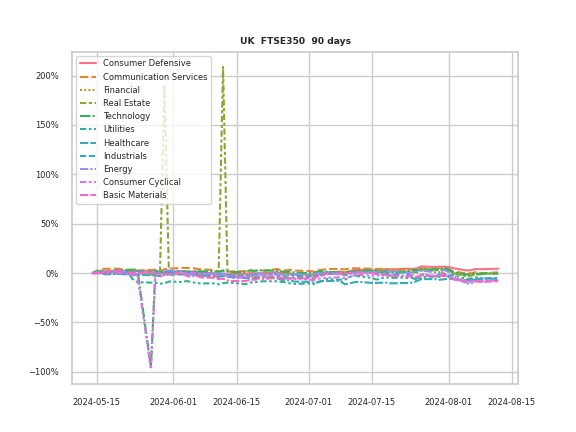 UK  FTSE350  90 days
200%
150%
100%
50%
0%
−50%
−100%
Consumer Defensive
Communication Services
Financial
Real Estate
Technology
Utilities
Healthcare
Industrials
Energy
Consumer Cyclical
Basic Materials
2024-05-15 2024-06-01 2024-06-15 2024-07-01 2024-07-15 2024-08-01 2024-08-15